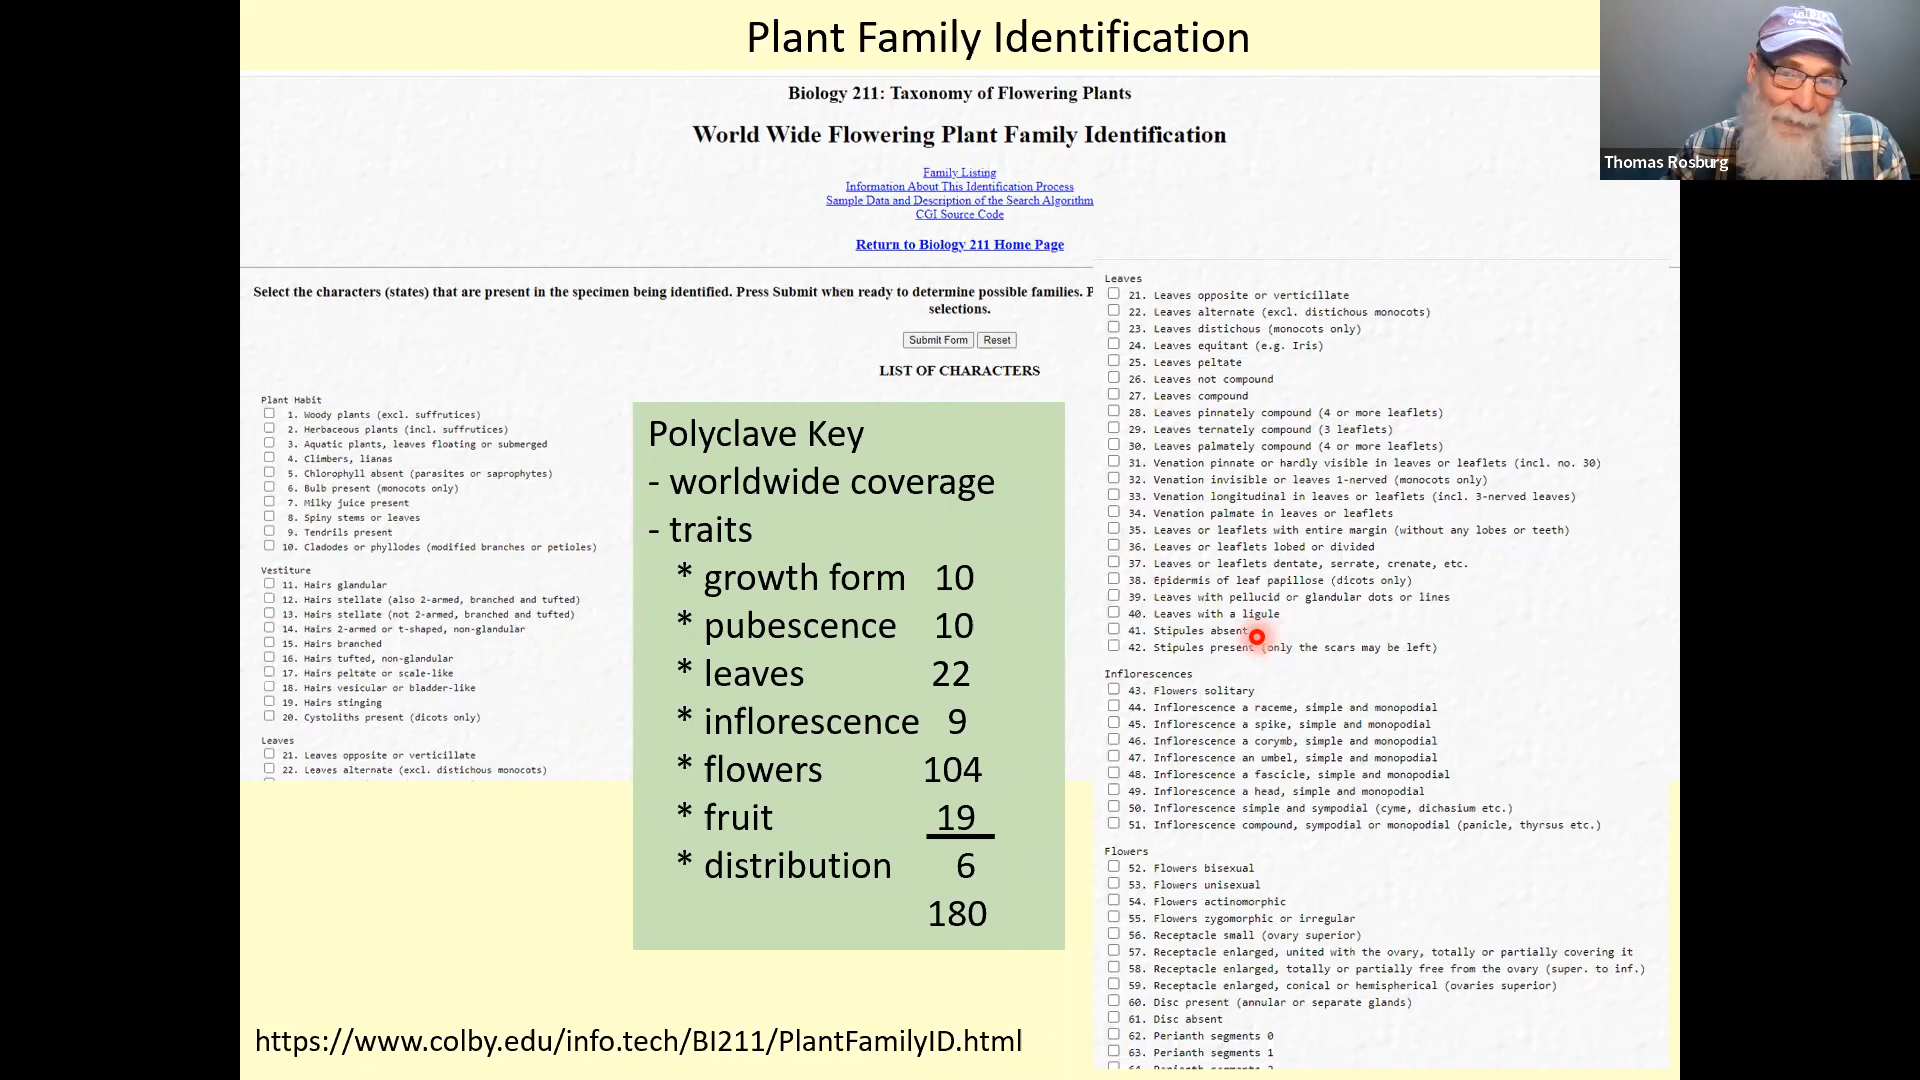 Plant Family Identification
Biology 211: Taxonomy of Flowering Plants
World Wide Flowering Plant Family Identification
Family Listing
Information About This Identification Process
Sample Data and Description of the Search Algorithm
CGI Source Code
Return to Biology 211 Home Page
Select the characters (states) that are present in the specimen being identified. Press Submit when ready to determine possible families. P
selections.
Submit Form Reset
LIST OF CHARACTERS
Plant Habit
1. Woody plants (excl. suffrutices)
2. Herbaceous plants (incl. suffrutices)
3. Aquatic plants, leaves floating or submerged
4. Climbers, lianas
5. Chlorophyll absent (parasites or saprophytes)
6. Bulb present (monocots only)
7. Milky juice present
8. Spiny stems or leaves
9. Tendrils present
10. Cladodes or phyllodes (modified branches or petioles)
Vestiture
11. Hairs glandular
12. Hairs stellate (also 2-armed, branched and tufted)
13. Hairs stellate (not 2-armed, branched and tufted)
14. Hairs 2-armed or t-shaped, non-glandular
15. Hairs branched
16. Hairs tufted, non-glandular
17. Hairs peltate or scale-like
18. Hairs vesicular or bladder-like
19. Hairs stinging
20. Cystoliths present (dicots only)
Leaves
21. Leaves opposite or verticillate
22. Leaves alternate (excl. distichous monocots)
Polyclave Key
- worldwide coverage
- traits
* growth form 10
* pubescence 10
* leaves 22
* inflorescence 9
* flowers 104
* fruit 19
* distribution 6
180
Leaves
21. Leaves opposite or verticillate
22. Leaves alternate (excl. distichous monocots)
23. Leaves distichous (monocots only)
24. Leaves equitant (e.g. Iris)
25. Leaves peltate
26. Leaves not compound
27. Leaves compound
28. Leaves pinnately compound (4 or more leaflets)
29. Leaves ternately compound (3 leaflets)
30. Leaves palmately compound (4 or more leaflets)
31. Venation pinnate or hardly visible in leaves or leaflets (incl. no. 30)
32. Venation invisible or leaves 1-nerved (monocots only)
33. Venation longitudinal in leaves or leaflets (incl. 3-nerved leaves)
34. Venation palmate in leaves or leaflets
35. Leaves or leaflets with entire margin (without any lobes or teeth)
36. Leaves or leaflets lobed or divided
37. Leaves or leaflets dentate, serrate, crenate, etc.
38. Epidermis of leaf papillose (dicots only)
39. Leaves with pellucid or glandular dots or lines
40. Leaves with a ligule
41. Stipules absent
42. Stipules present (only the scars may be left)
Inflorescences
43. Flowers solitary
44. Inflorescence a raceme, simple and monopodial
45. Inflorescence a spike, simple and monopodial
46. Inflorescence a corymb, simple and monopodial
47. Inflorescence an umbel, simple and monopodial
48. Inflorescence a fascicle, simple and monopodial
49. Inflorescence a head, simple and monopodial
50. Inflorescence simple and sympodial (cyme, dichasium etc.)
51. Inflorescence compound, sympodial or monopodial (panicle, thyrsus etc.)
Flowers
52. Flowers bisexual
53. Flowers unisexual
54. Flowers actinomorphic
55. Flowers zygomorphic or irregular
56. Receptacle small (ovary superior)
57. Receptacle enlarged, united with the ovary, totally or partially covering it
58. Receptacle enlarged, totally or partially free from the ovary (super. to inf.)
59. Receptacle enlarged, conical or hemispherical (ovaries superior)
60. Disc present (annular or separate glands)
61. Disc absent
62. Perianth segments 0
63. Perianth segments 1
https://www.colby.edu/info.tech/BI211/PlantFamilyID.html
Thomas Rosburg